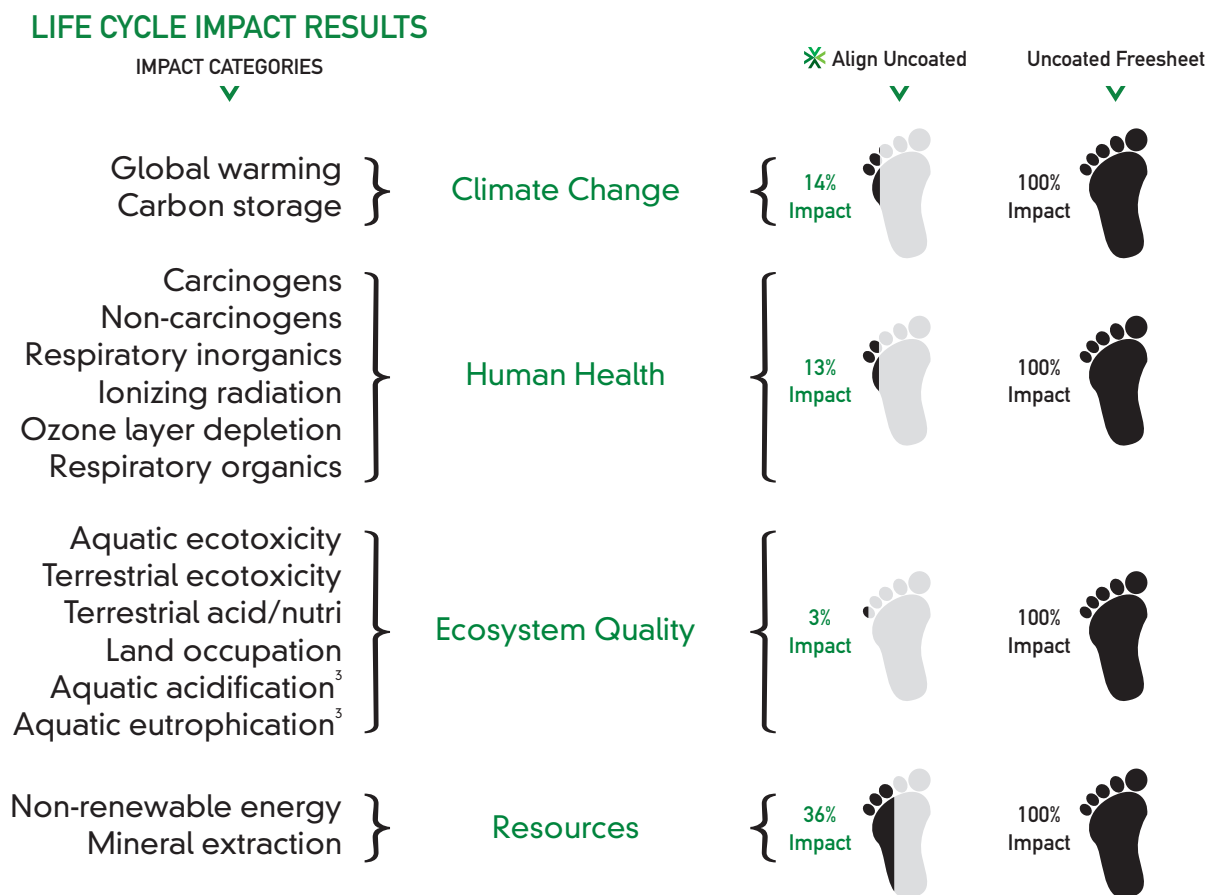 LIFE CYCLE IMPACT RESULTS
IMPACT CATEGORIES
Align Uncoated
Uncoated Freesheet
Global warming
Carbon storage
Climate Change
14%
Impact
100%
Impact
Carcinogens
Non-carcinogens
Respiratory inorganics
Ionizing radiation
Ozone layer depletion
Respiratory organics
Human Health
13%
Impact
100%
Impact
Aquatic ecotoxicity
Terrestrial ecotoxicity
Terrestrial acid/nutri
Land occupation
Aquatic acidification³
Aquatic eutrophication³
Ecosystem Quality
3%
Impact
100%
Impact
Non-renewable energy
Mineral extraction
Resources
36%
Impact
100%
Impact